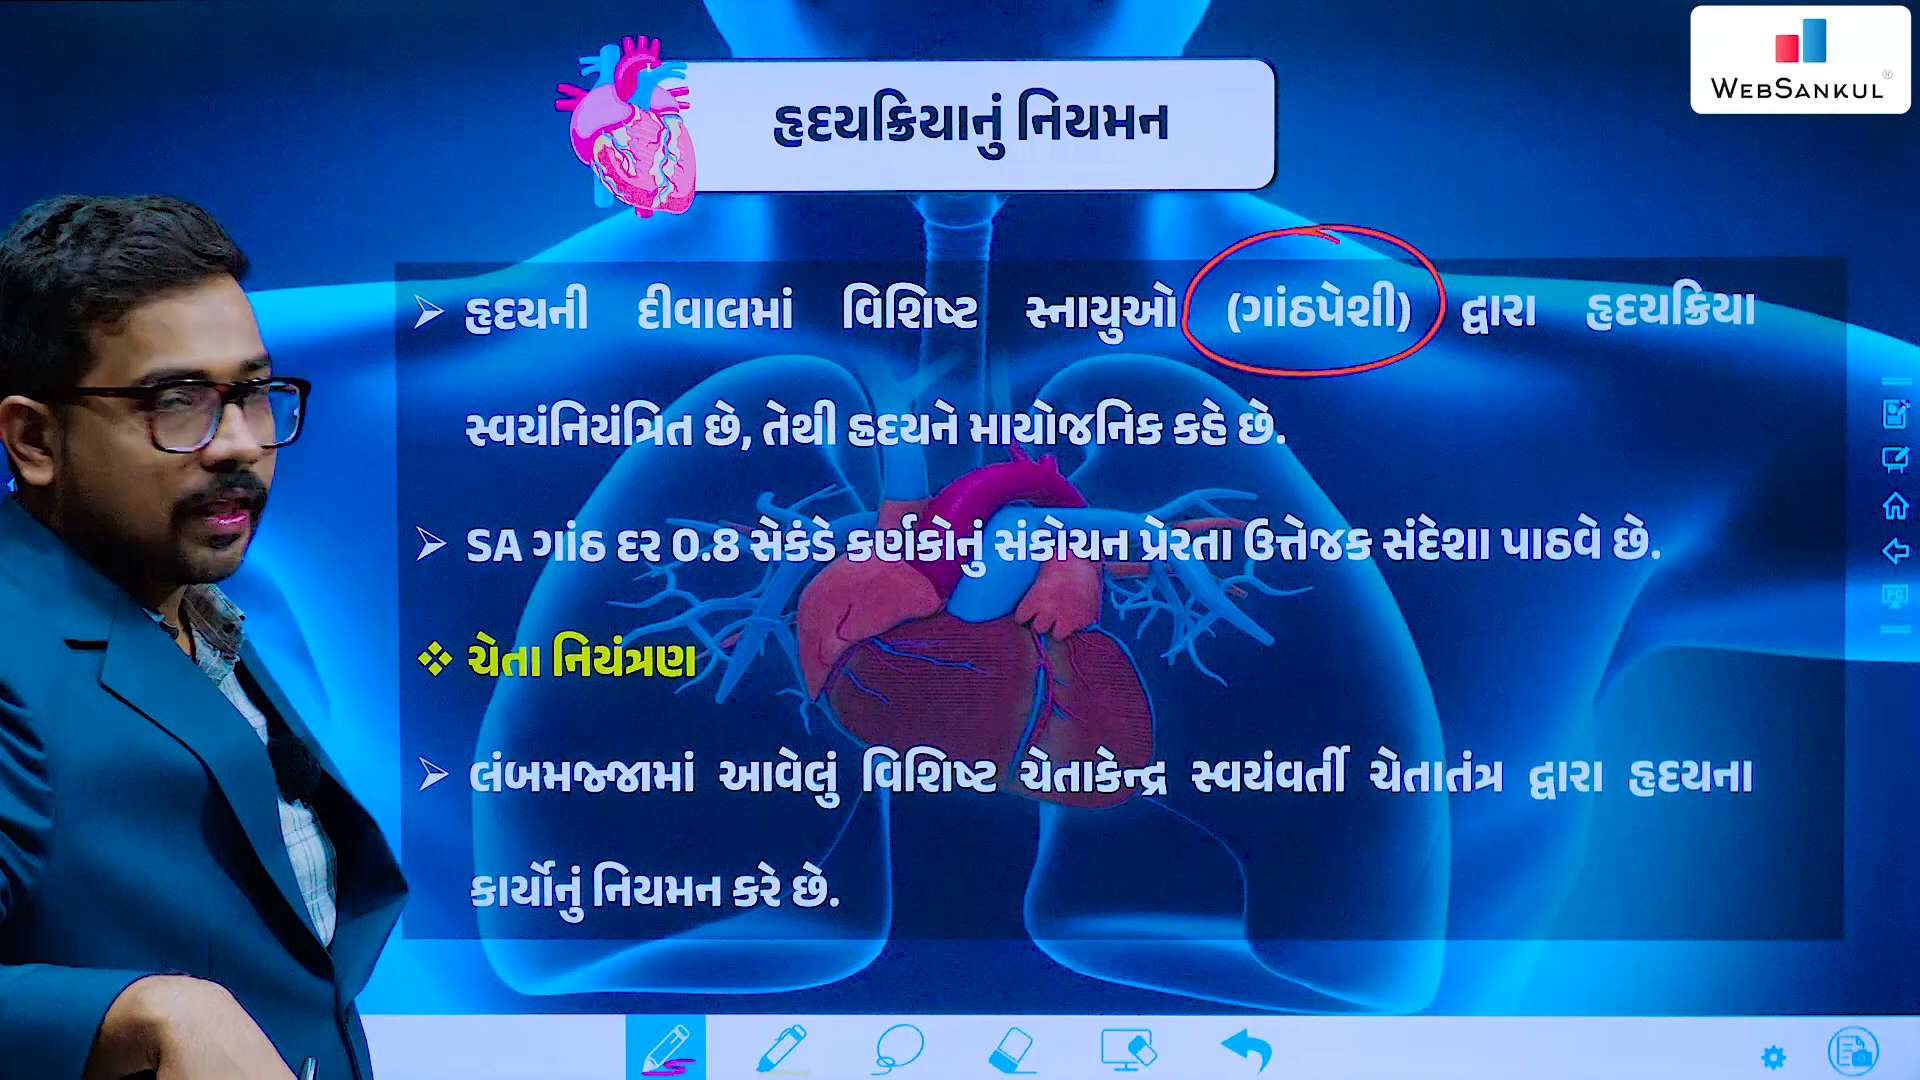 WEBSANKUL
હૃદયક્રિયાનું નિયમન
હૃદયની દીવાલમાં વિશિષ્ટ સ્નાયુઓ (ગાંઠપેશી) દ્વારા હૃદયક્રિયા
સ્વયંનિયંત્રિત છે, તેથી હ્રદયને માયોજનિક કહે છે.
SA ગાંઠ દર 0.8 સેકંડે કર્ણકોનું સંકોચન પ્રેરતા ઉત્તેજક સંદેશા પાઠવે છે.
ચેતા નિયંત્રણ
લંબમજ્જામાં આવેલું વિશિષ્ટ ચેતાકેન્દ્ર સ્વયંવર્તી ચેતાતંત્ર દ્વારા હૃદયના
કાર્યોનું નિયમન કરે છે.